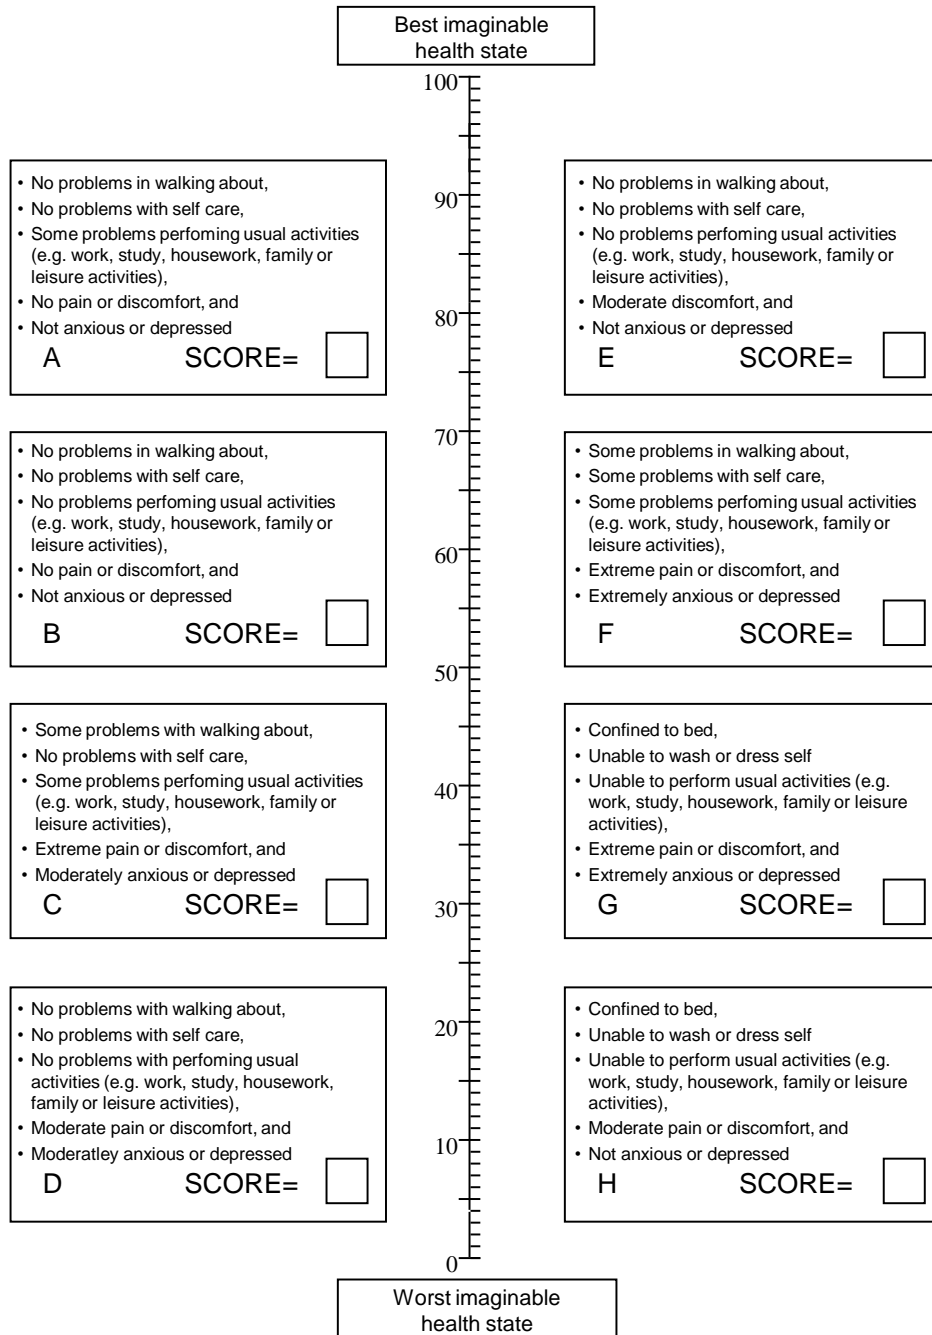 Best imaginable
health state
100
90
80
70
60
50
40
30
20
10
0
• No problems in walking about,
• No problems with self care,
• Some problems perfoming usual activities
(e.g. work, study, housework, family or
leisure activities),
• No pain or discomfort, and
• Not anxious or depressed
A SCORE=
• No problems in walking about,
• No problems with self care,
• No problems perfoming usual activities
(e.g. work, study, housework, family or
leisure activities),
• No pain or discomfort, and
• Not anxious or depressed
B SCORE=
• Some problems with walking about,
• No problems with self care,
• Some problems perfoming usual activities
(e.g. work, study, housework, family or
leisure activities),
• Extreme pain or discomfort, and
• Moderately anxious or depressed
C SCORE=
• No problems with walking about,
• No problems with self care,
• No problems with perfoming usual
activities (e.g. work, study, housework,
family or leisure activities),
• Moderate pain or discomfort, and
• Moderatley anxious or depressed
D SCORE=
• No problems in walking about,
• No problems with self care,
• No problems perfoming usual activities
(e.g. work, study, housework, family or
leisure activities),
• Moderate discomfort, and
• Not anxious or depressed
E SCORE=
• Some problems in walking about,
• Some problems with self care,
• Some problems perfoming usual activities
(e.g. work, study, housework, family or
leisure activities),
• Extreme pain or discomfort, and
• Extremely anxious or depressed
F SCORE=
• Confined to bed,
• Unable to wash or dress self
• Unable to perform usual activities (e.g.
work, study, housework, family or leisure
activities),
• Extreme pain or discomfort, and
• Extremely anxious or depressed
G SCORE=
• Confined to bed,
• Unable to wash or dress self
• Unable to perform usual activities (e.g.
work, study, housework, family or leisure
activities),
• Moderate pain or discomfort, and
• Not anxious or depressed
H SCORE=
Worst imaginable
health state